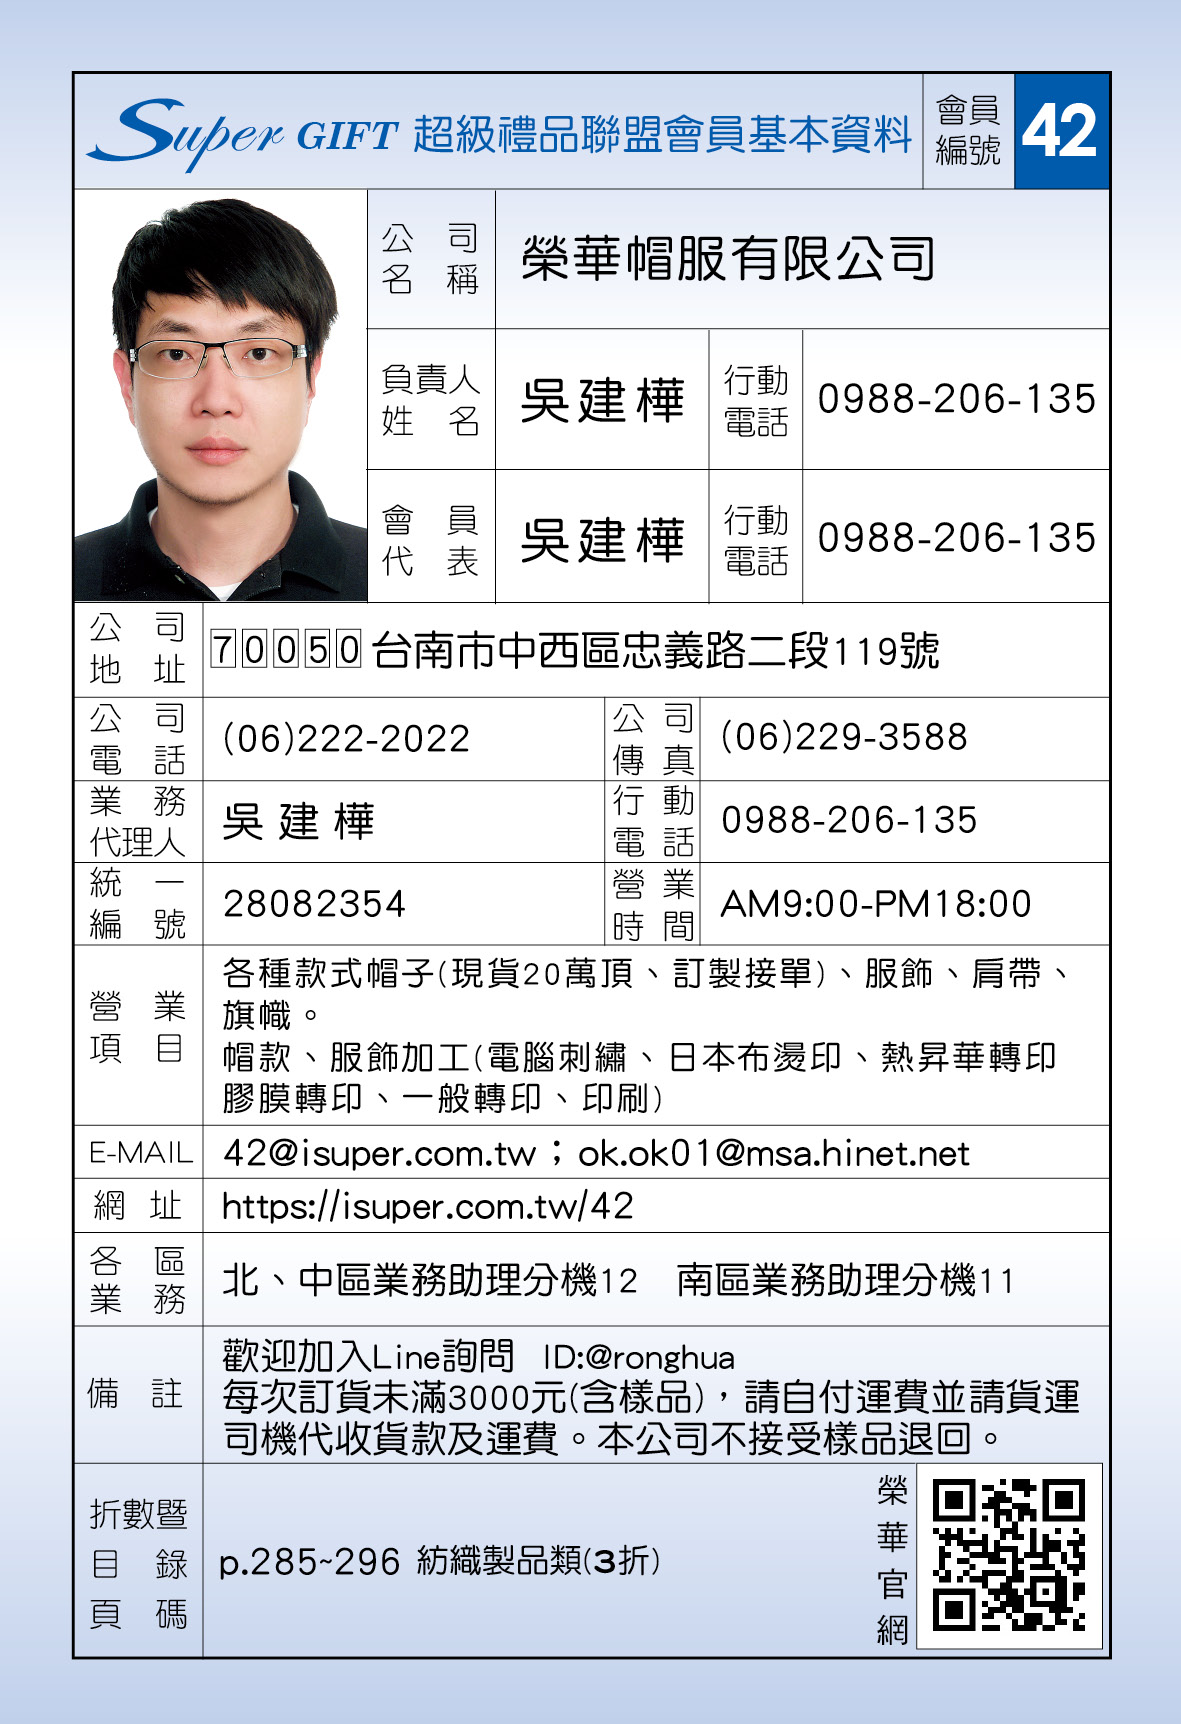 Super GIFT 超級禮品聯盟會員基本資料
會員
編號
42
公司
名稱
榮華帽服有限公司
負責人
姓名
吳建樺
行動
電話
0988-206-135
會員
代表
吳建樺
行動
電話
0988-206-135
公司
地址
70050 台南市中西區忠義路二段119號
公司
電話
(06)222-2022
公司
傳真
(06)229-3588
業務
代理人
吳建樺
行動
電話
0988-206-135
統一
編號
28082354
營業
時間
AM9:00-PM18:00
營業
項目
各種款式帽子(現貨20萬頂、訂製接單)、服飾、肩帶、
旗幟。
帽款、服飾加工(電腦刺繡、日本布燙印、熱昇華轉印
膠膜轉印、一般轉印、印刷)
E-MAIL
42@isuper.com.tw；ok.ok01@msa.hinet.net
網址
https://isuper.com.tw/42
各區
業務
北、中區業務助理分機12 南區業務助理分機11
備註
歡迎加入Line詢問 ID:@ronghua
每次訂貨未滿3000元(含樣品)，請自付運費並請貨運
司機代收貨款及運費。本公司不接受樣品退回。
折數暨
目錄
頁碼
p.285~296 紡織製品類(3折)
榮華官網